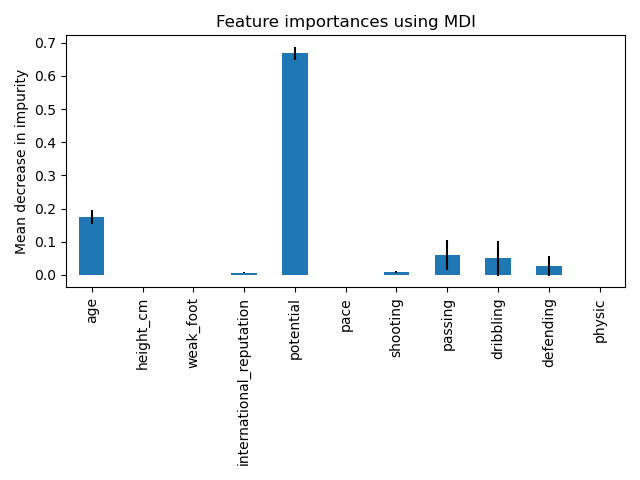 Feature importances using MDI
Mean decrease in impurity
0.7
0.6
0.5
0.4
0.3
0.2
0.1
0.0
age
height_cm
weak_foot
international_reputation
potential
pace
shooting
passing
dribbling
defending
physic